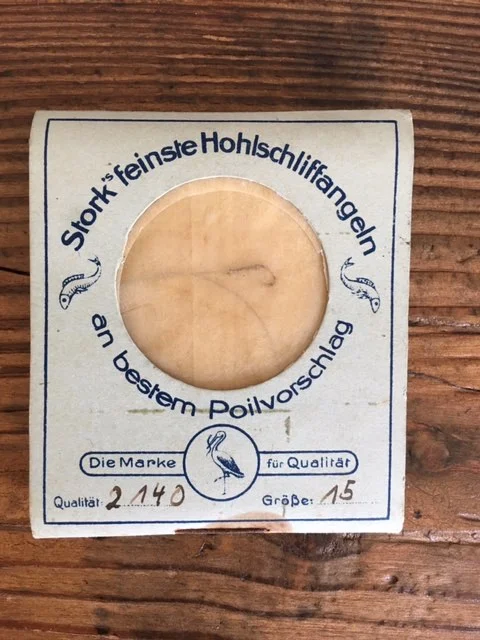 Stork's feinste Hohlschliffangeln
an bestem Poilvorschlag
Die Marke für Qualität
Qualität: 2140 Größe: 15